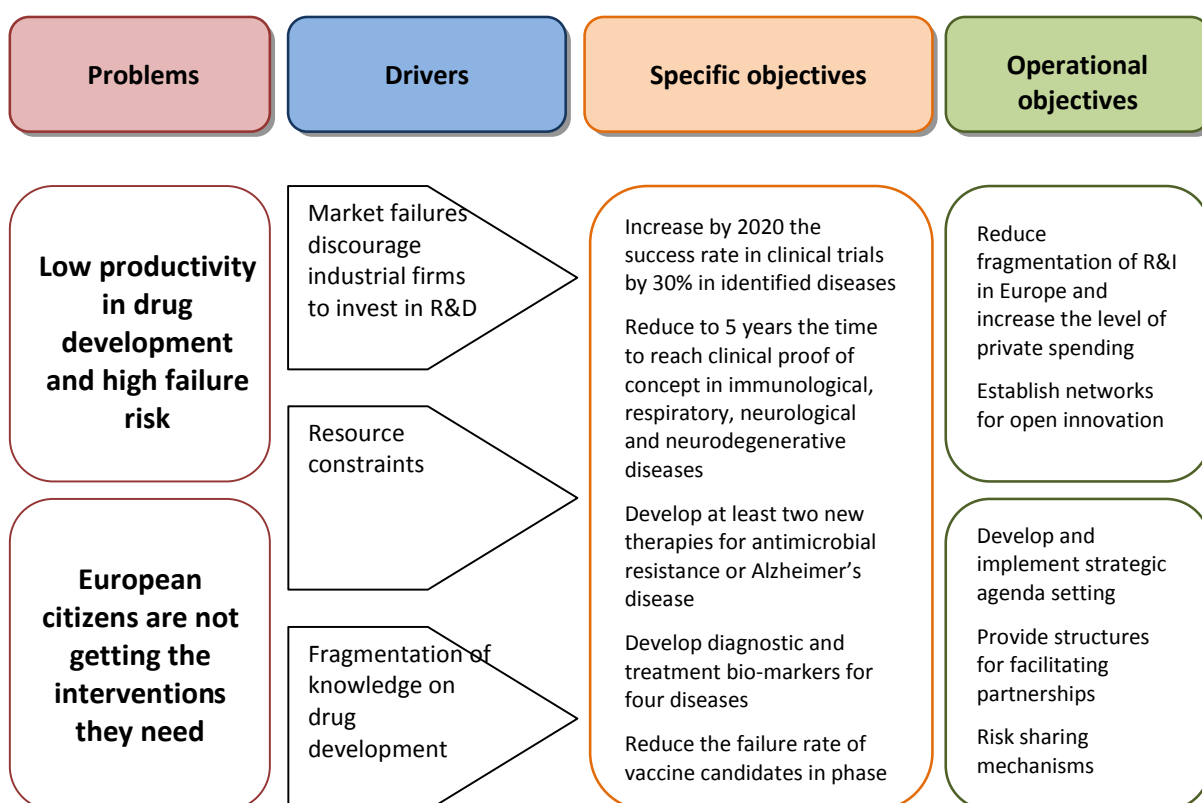 Problems
Drivers
Specific objectives
Operational
objectives
Low productivity
in drug
development
and high failure
risk
European
citizens are not
getting the
interventions
they need
Market failures
discourage
industrial firms
to invest in R&D
Resource
constraints
Fragmentation of
knowledge on
drug
development
Increase by 2020 the
success rate in clinical trials
by 30% in identified diseases
Reduce to 5 years the time
to reach clinical proof of
concept in immunological,
respiratory, neurological
and neurodegenerative
diseases
Develop at least two new
therapies for antimicrobial
resistance or Alzheimer’s
disease
Develop diagnostic and
treatment bio-markers for
four diseases
Reduce the failure rate of
vaccine candidates in phase
Reduce
fragmentation of R&I
in Europe and
increase the level of
private spending
Establish networks
for open innovation
Develop and
implement strategic
agenda setting
Provide structures
for facilitating
partnerships
Risk sharing
mechanisms